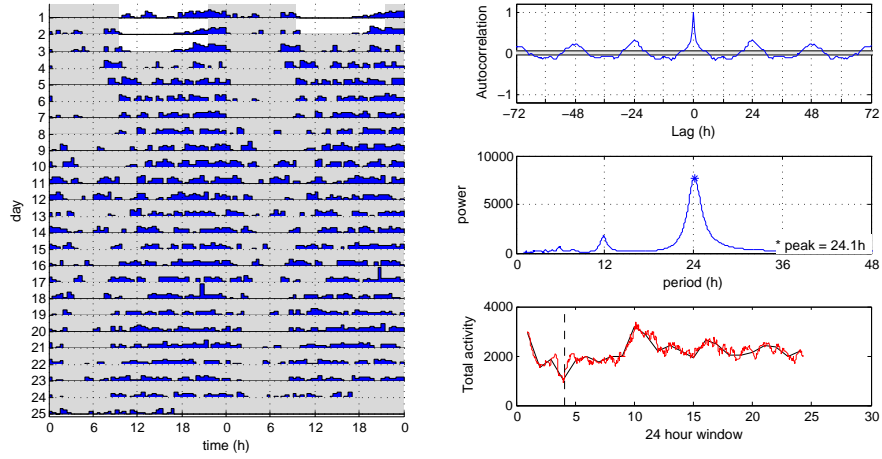 1
2
3
4
5
6
7
8
9
10
11
12
13
14
15
16
17
18
19
20
21
22
23
24
25
day
0 6 12 18 0 6 12 18 0
time (h)
1
0
−1
Autocorrelation
−72 −48 −24 0 24 48 72
Lag (h)
10000
5000
0
power
* peak = 24.1h
0 12 24 36 48
period (h)
4000
2000
0
Total activity
0 5 10 15 20 25 30
24 hour window